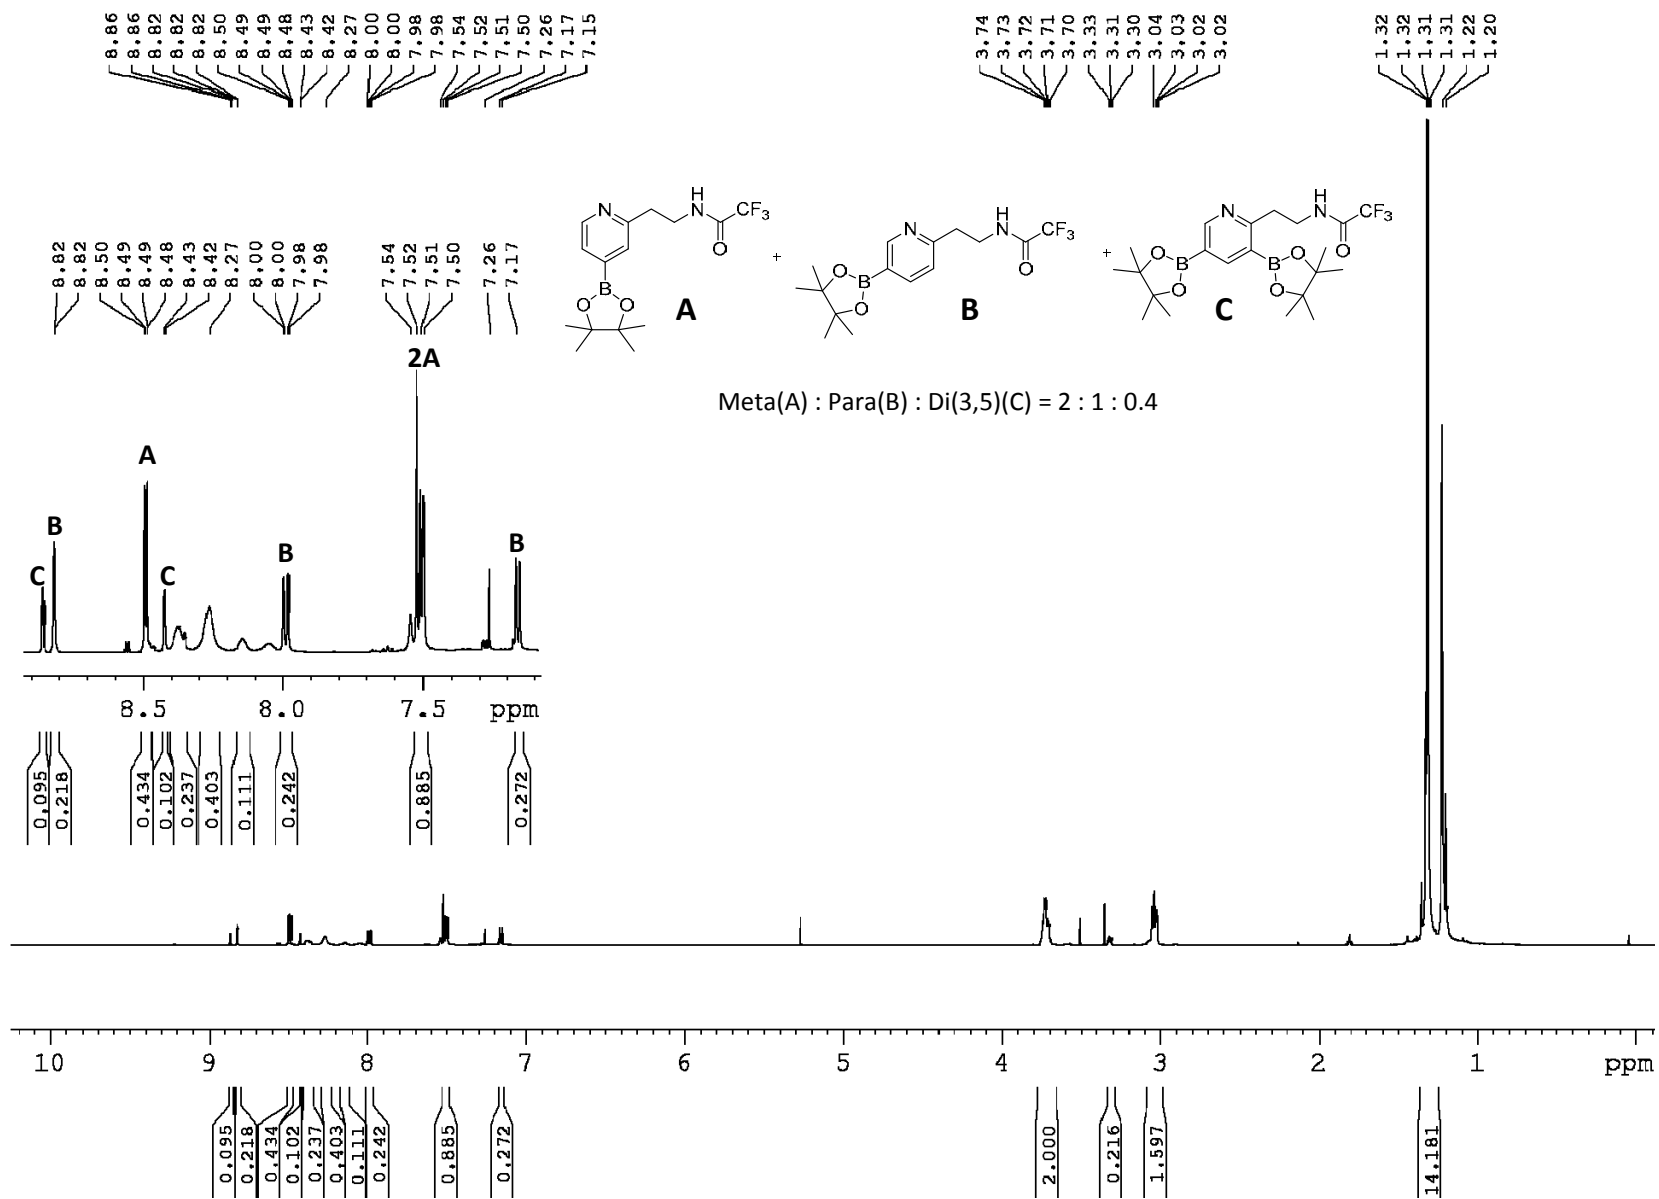 8.86 8.86 8.82 8.82 8.82 8.50 8.49 8.49 8.48 8.43 8.42 8.27 8.00 8.00 7.98 7.98 7.54 7.52 7.51 7.50 7.26 7.17 7.15
3.74 3.73 3.72 3.71 3.70 3.33 3.31 3.30 3.04 3.03 3.02 3.02
1.32 1.32 1.31 1.31 1.22 1.20
8.82 8.82 8.50 8.49 8.49 8.48 8.43 8.42 8.27 8.00 8.00 7.98 7.98
7.54 7.52 7.51 7.50 7.26 7.17
N H N CF3 O B O O A
+
N H N CF3 O O B O B
+
N H N CF3 O O B O B O O C
Meta(A) : Para(B) : Di(3,5)(C) = 2 : 1 : 0.4
C B A C B 2A B
8.5 8.0 7.5 ppm
0.095 0.218 0.434 0.102 0.237 0.403 0.111 0.242 0.885 0.272
10 9 8 7 6 5 4 3 2 1 ppm
0.095 0.218 0.434 0.102 0.237 0.403 0.111 0.242 0.885 0.272 2.000 0.216 1.597 14.181